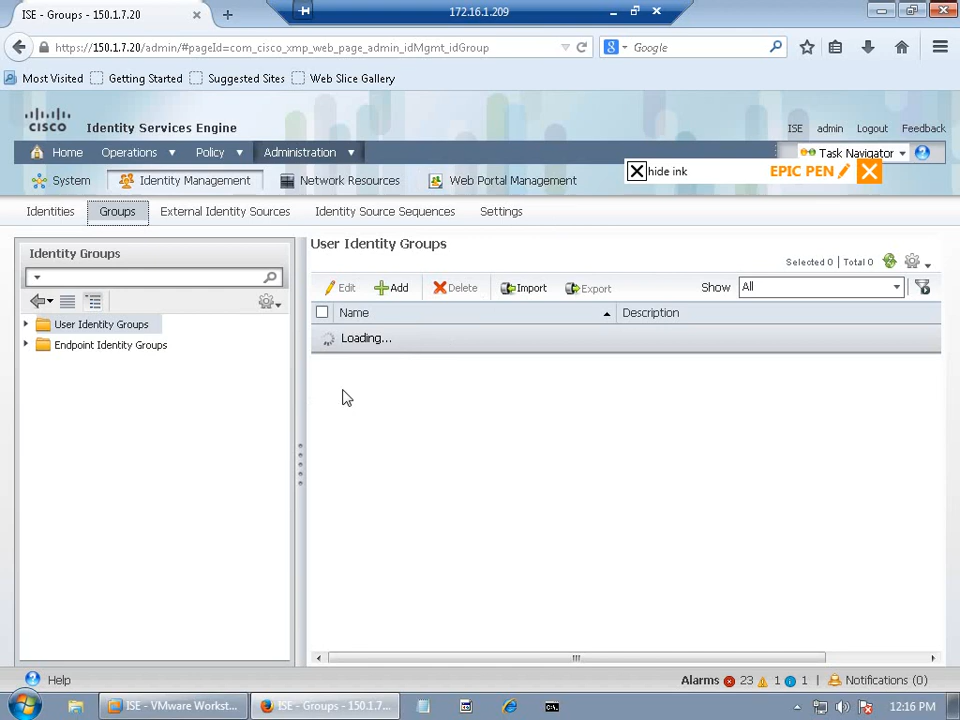 ISE - Groups - 150.1.7.20
172.16.1.209
https://150.1.7.20/admin/#pageId=com_cisco_xmp_web_page_admin_idMgmt_idGroup
Google
Most Visited Getting Started Suggested Sites Web Slice Gallery
CISCO Identity Services Engine
ISE admin Logout Feedback
Home Operations Policy Administration Task Navigator
hide ink EPIC PEN
System Identity Management Network Resources Web Portal Management
Identities Groups External Identity Sources Identity Source Sequences Settings
Identity Groups
User Identity Groups
Endpoint Identity Groups
User Identity Groups
Selected 0 | Total 0
Edit Add Delete Import Export Show All
Name Description
Loading...
Help
Alarms 23 1 1 Notifications (0)
ISE - VMware Workst... ISE - Groups - 150.1.7... 12:16 PM